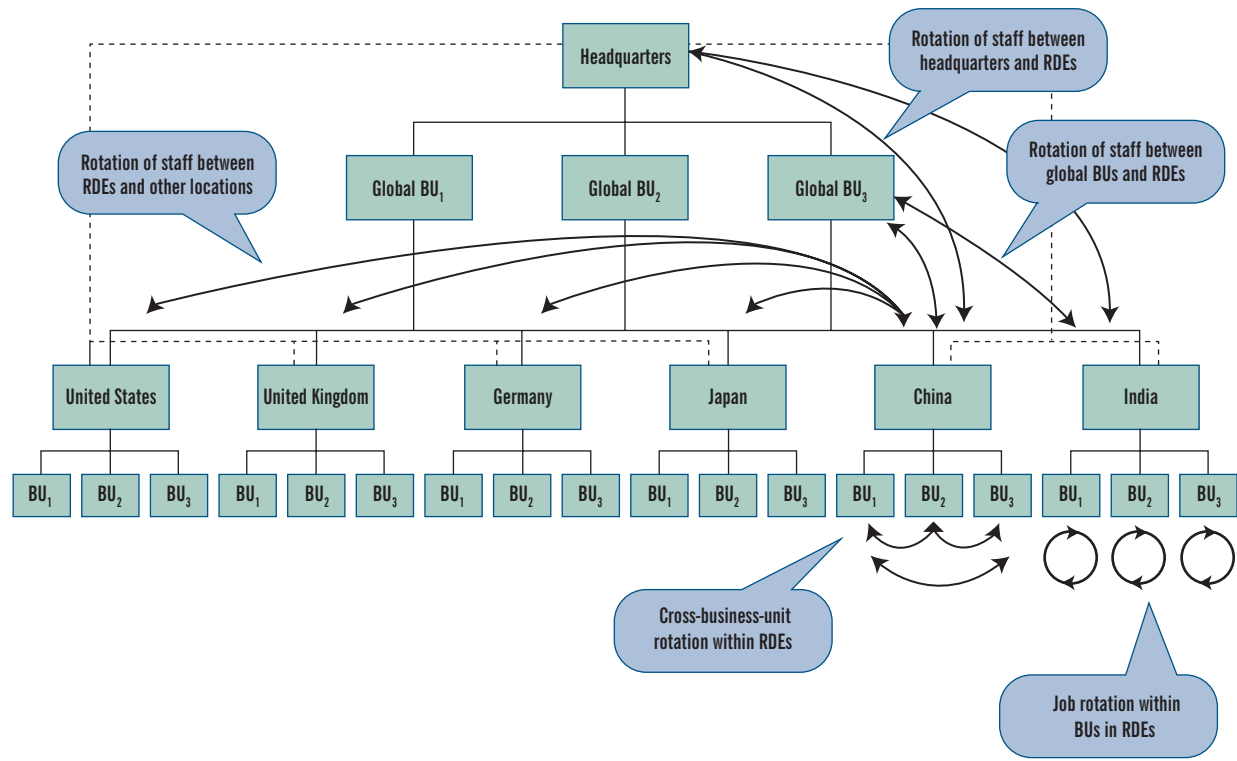 Headquarters
Rotation of staff between
headquarters and RDEs
Rotation of staff between
RDEs and other locations
Global BU1
Global BU2
Global BU3
Rotation of staff between
global BUs and RDEs
United States
United Kingdom
Germany
Japan
China
India
BU1
BU2
BU3
BU1
BU2
BU3
BU1
BU2
BU3
BU1
BU2
BU3
BU1
BU2
BU3
BU1
BU2
BU3
Cross-business-unit
rotation within RDEs
Job rotation within
BUs in RDEs